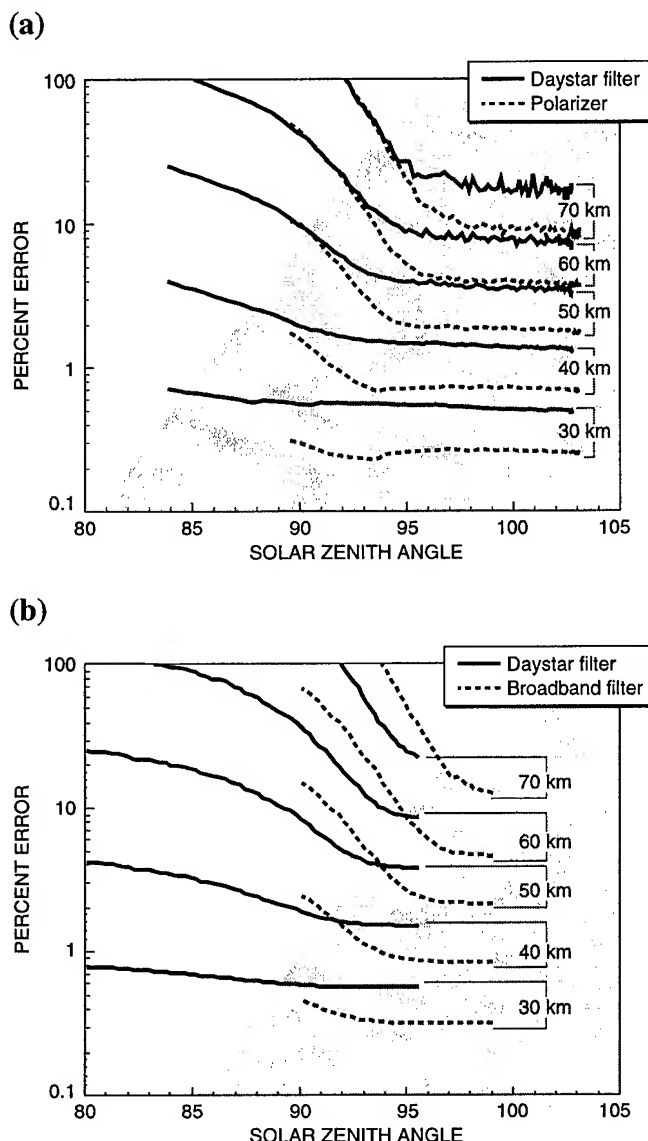 (a)
Daystar filter
Polarizer
PERCENT ERROR
100
10
1
0.1
70 km
60 km
50 km
40 km
30 km
80 85 90 95 100 105
SOLAR ZENITH ANGLE
(b)
Daystar filter
Broadband filter
PERCENT ERROR
100
10
1
0.1
70 km
60 km
50 km
40 km
30 km
80 85 90 95 100 105
SOLAR ZENITH ANGLE